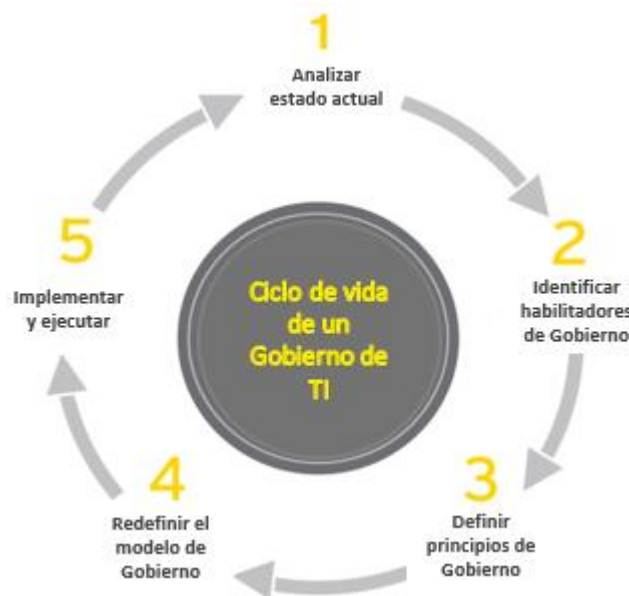 1
Analizar
estado actual
2
Identificar
habilitadores
de Gobierno
3
Definir
principios de
Gobierno
4
Redefinir el
modelo de
Gobierno
5
Implementar
y ejecutar
Ciclo de vida
de un
Gobierno de
TI